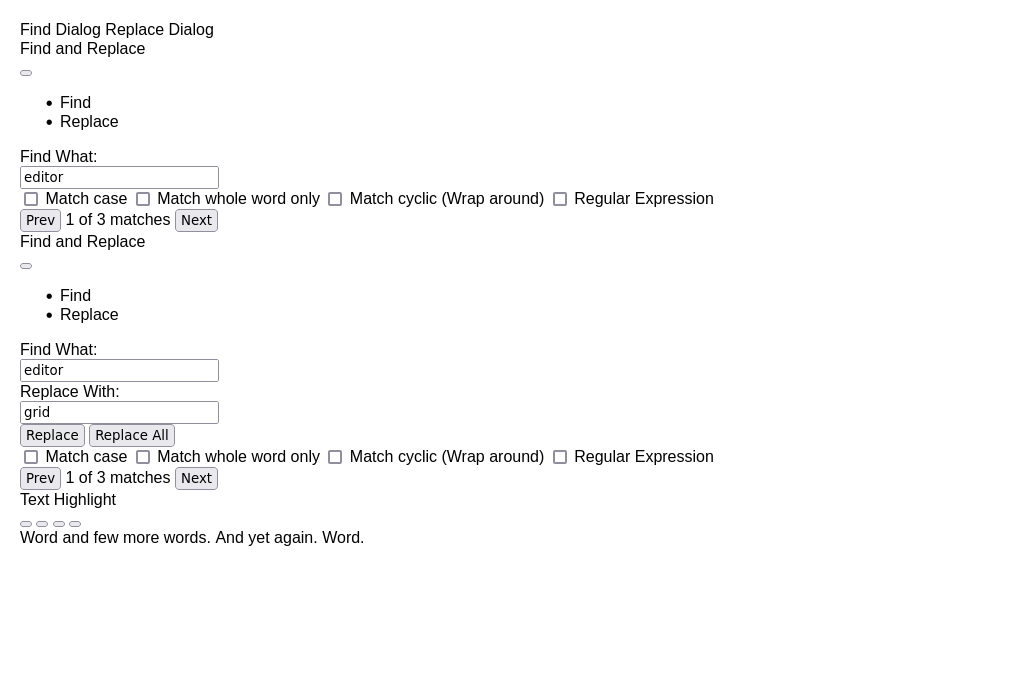 Find Dialog Replace Dialog
Find and Replace
Find
Replace
Find What:
editor
Match case Match whole word only Match cyclic (Wrap around) Regular Expression
Prev 1 of 3 matches Next
Find and Replace
Find
Replace
Find What:
editor
Replace With:
grid
Replace Replace All
Match case Match whole word only Match cyclic (Wrap around) Regular Expression
Prev 1 of 3 matches Next
Text Highlight
Word and few more words. And yet again. Word.